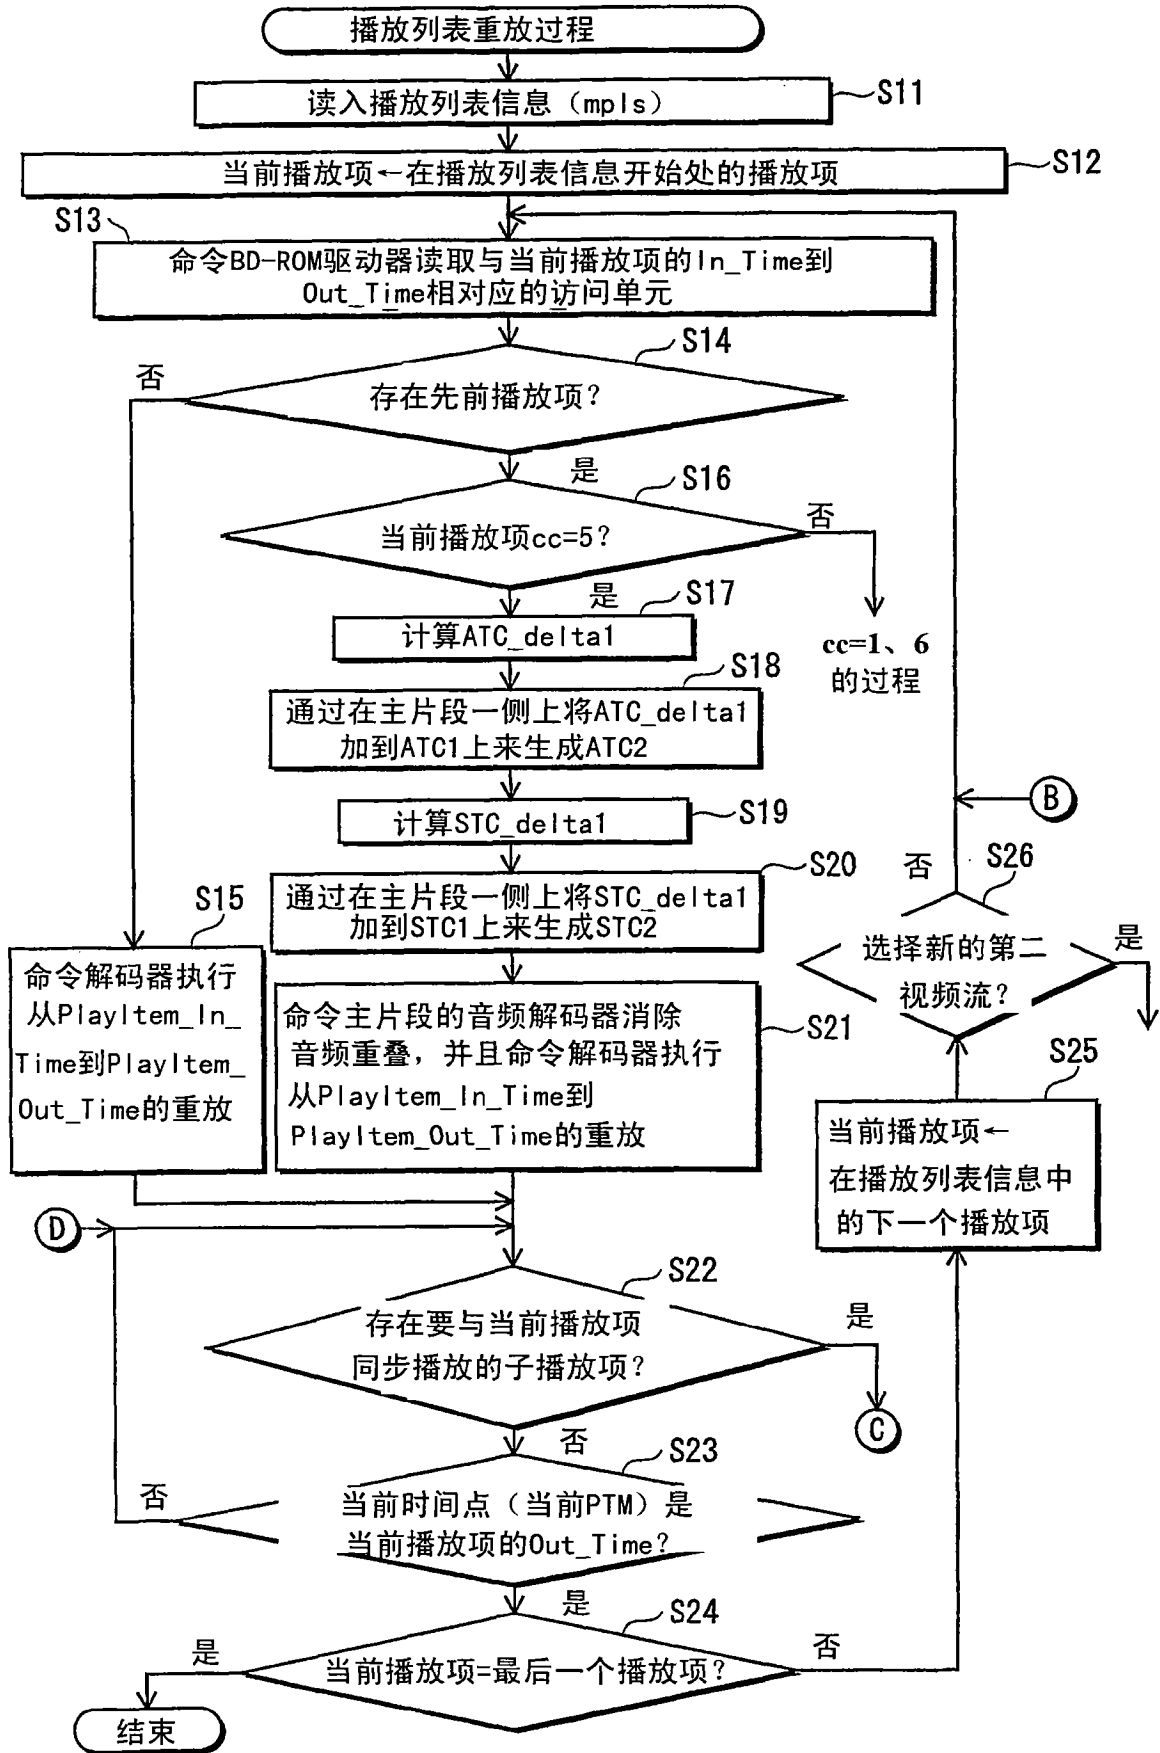 播放列表重放过程
读入播放列表信息（mpls）
S11
当前播放项←在播放列表信息开始处的播放项
S12
S13
命令BD-ROM驱动器读取与当前播放项的In_Time到
Out_Time相对应的访问单元
S14
否
存在先前播放项？
是
S16
否
当前播放项cc=5？
是
S17
计算ATC_delta1
cc=1、6
的过程
S18
通过在主片段一侧上将ATC_delta1
加到ATC1上来生成ATC2
B
计算STC_delta1
S19
S20
通过在主片段一侧上将STC_delta1
加到STC1上来生成STC2
否
S26
选择新的第二
视频流？
是
S15
命令解码器执行
从PlayItem_In_
Time到PlayItem_
Out_Time的重放
命令主片段的音频解码器消除
音频重叠，并且命令解码器执行
从PlayItem_In_Time到
PlayItem_Out_Time的重放
S21
S25
当前播放项←
在播放列表信息中
的下一个播放项
D
S22
存在要与当前播放项
同步播放的子播放项？
是
C
否
S23
否
当前时间点（当前PTM）是
当前播放项的Out_Time？
是
S24
是
当前播放项=最后一个播放项？
否
结束